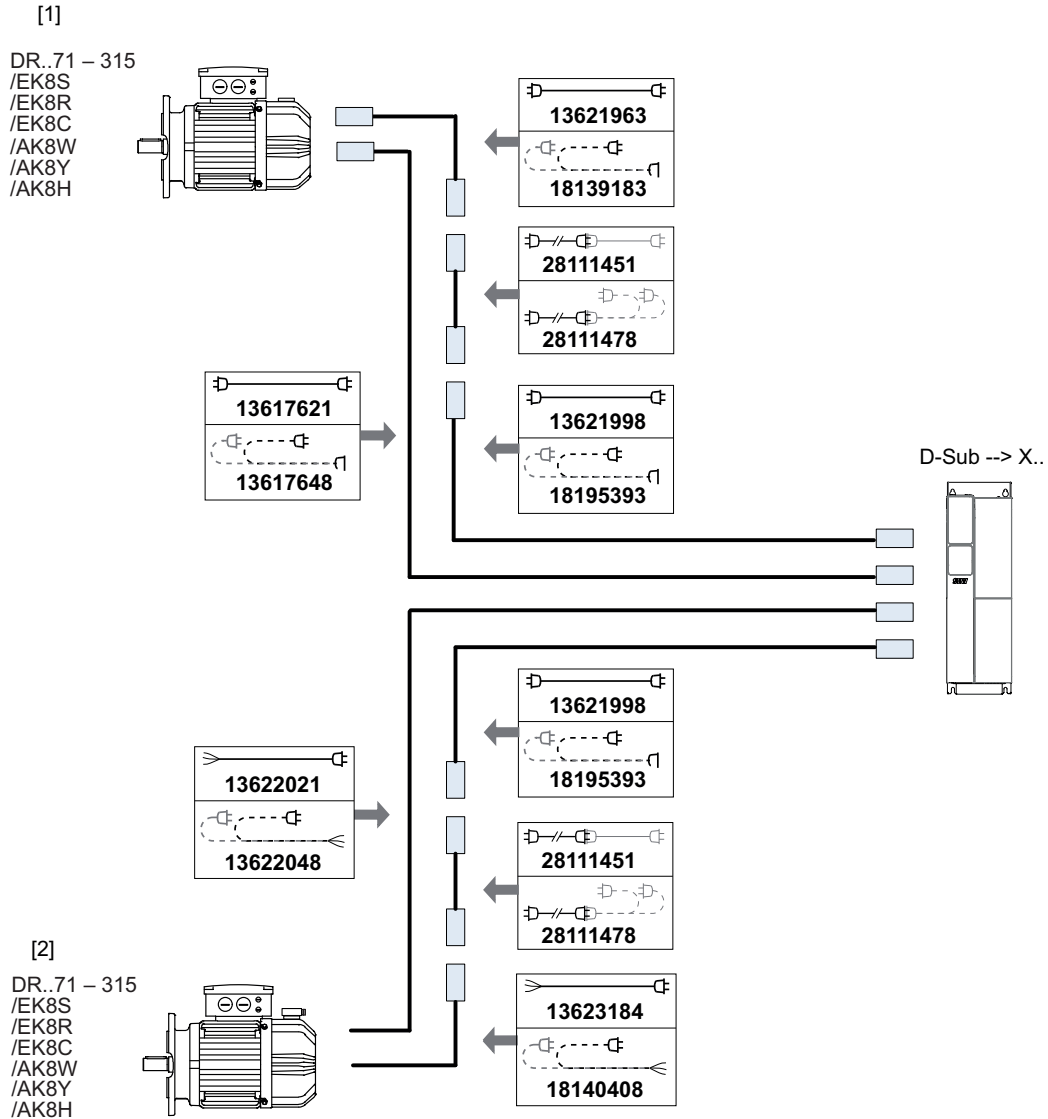 [1]
DR..71 – 315
/EK8S
/EK8R
/EK8C
/AK8W
/AK8Y
/AK8H
13621963
18139183
28111451
28111478
13617621
13617648
13621998
18195393
D-Sub --> X..
13621998
18195393
13622021
13622048
28111451
28111478
[2]
DR..71 – 315
/EK8S
/EK8R
/EK8C
/AK8W
/AK8Y
/AK8H
13623184
18140408